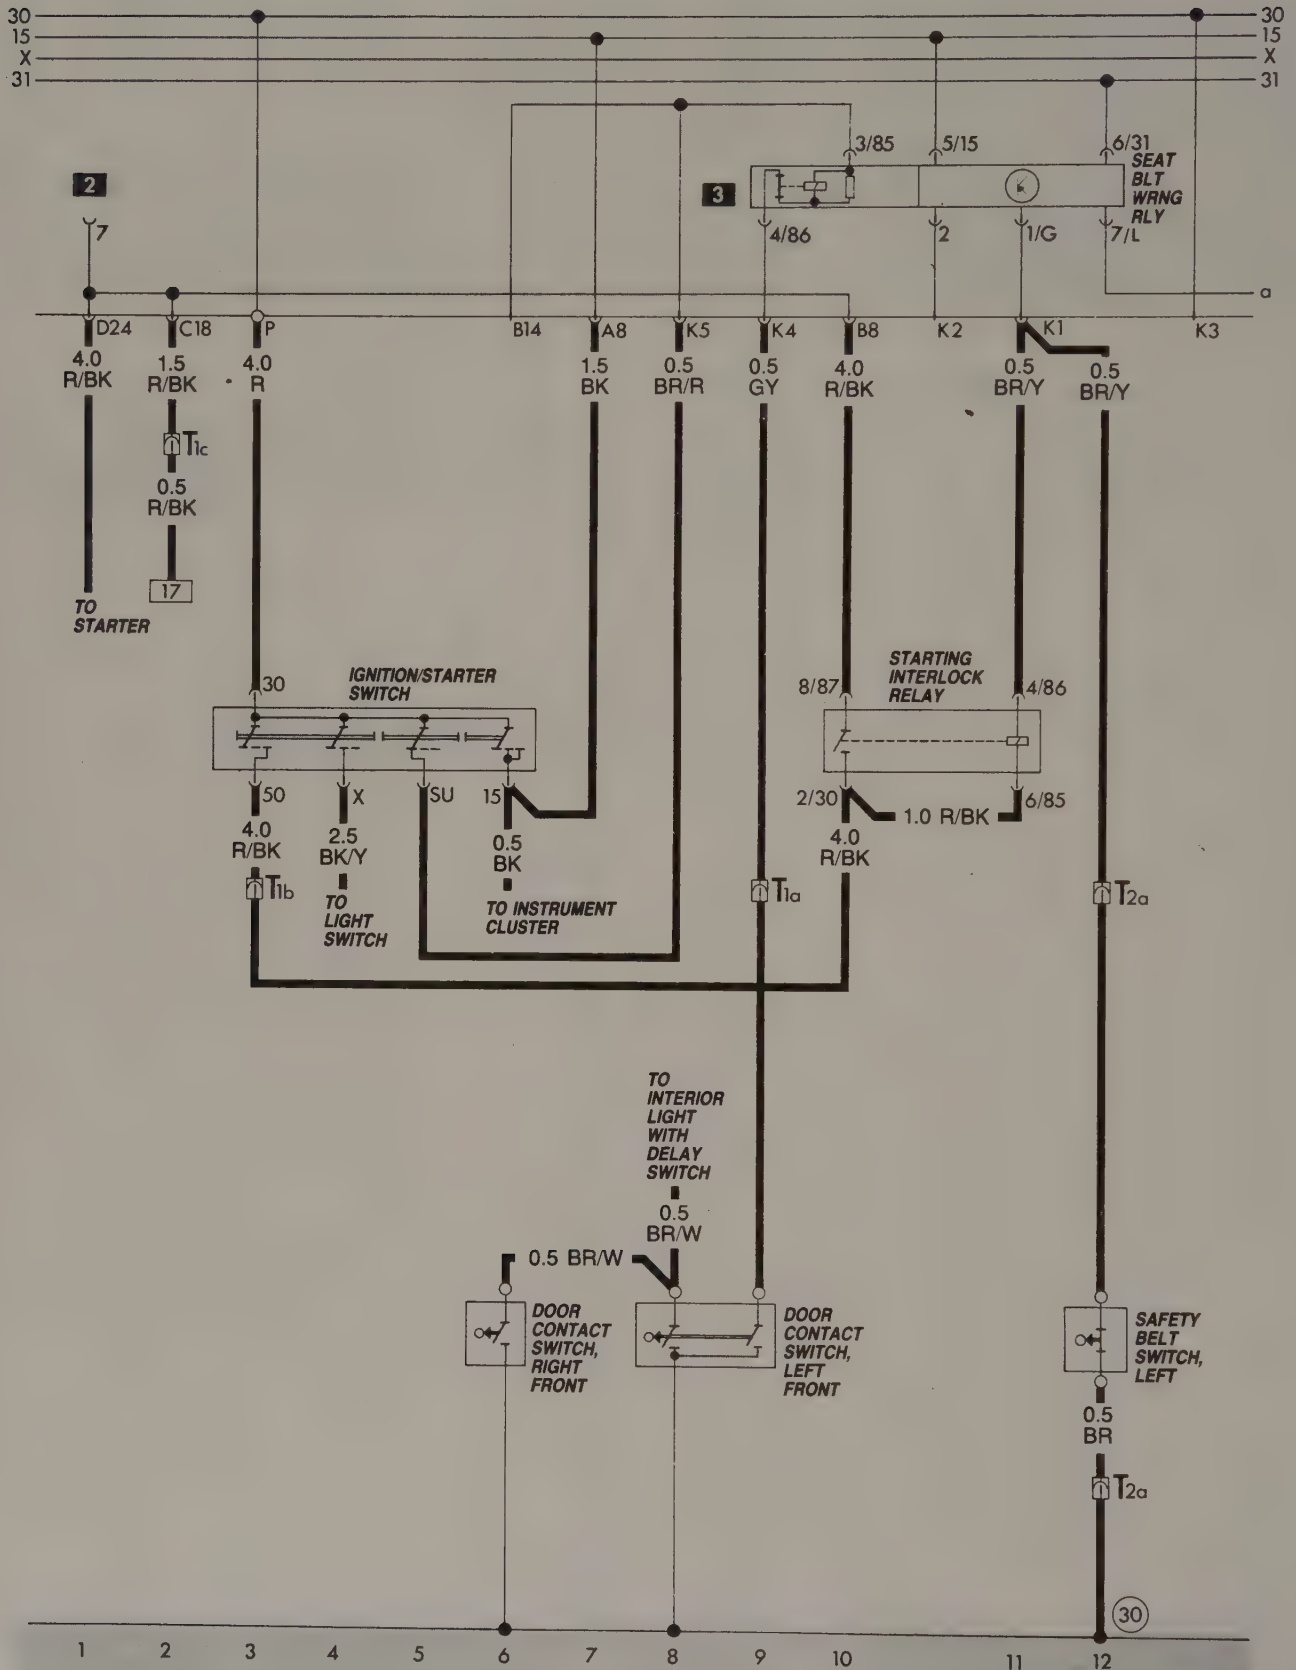 30 30
15 15
X X
31 31
3/85 5/15 6/31
SEAT
BLT
WRNG
RLY
2
3
7
4/86 2 1/G 7/L
a
D24 C18 P B14 A8 K5 K4 B8 K2 K1 K3
4.0 1.5 4.0 1.5 0.5 0.5 4.0 0.5 0.5
R/BK R/BK R BK BR/R GY R/BK BR/Y BR/Y
T1c
0.5
R/BK
17
TO
STARTER
IGNITION/STARTER
SWITCH
30
STARTING
INTERLOCK
RELAY
8/87 4/86
50 X SU 15 2/30 6/85
1.0 R/BK
4.0 2.5 0.5 4.0
R/BK BK/Y BK R/BK
T1b T1a T2a
TO
LIGHT
SWITCH
TO INSTRUMENT
CLUSTER
TO
INTERIOR
LIGHT
WITH
DELAY
SWITCH
0.5
BR/W
0.5 BR/W
DOOR
CONTACT
SWITCH,
RIGHT
FRONT
DOOR
CONTACT
SWITCH,
LEFT
FRONT
SAFETY
BELT
SWITCH,
LEFT
0.5
BR
T2a
30
1 2 3 4 5 6 7 8 9 10 11 12